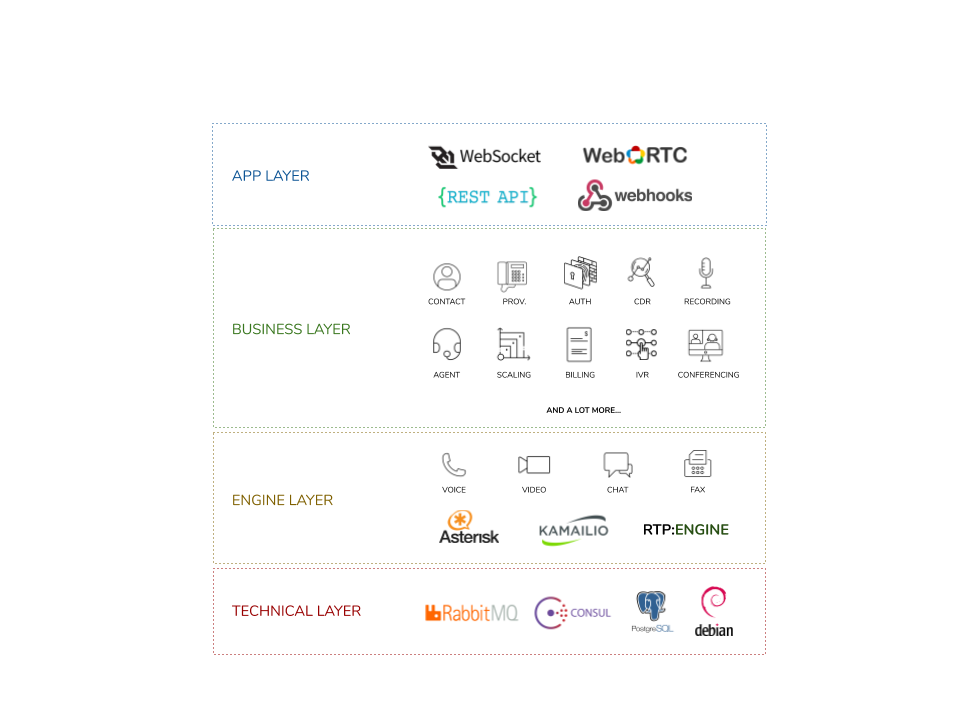 WebSocket
WebRTC
APP LAYER
{REST API}
webhooks
CONTACT
PROV.
AUTH
CDR
RECORDING
BUSINESS LAYER
$
AGENT
SCALING
BILLING
IVR
CONFERENCING
AND A LOT MORE...
VOICE
VIDEO
CHAT
FAX
ENGINE LAYER
Asterisk
KAMAILIO
RTP:ENGINE
TECHNICAL LAYER
RabbitMQ
CONSUL
PostgreSQL
debian